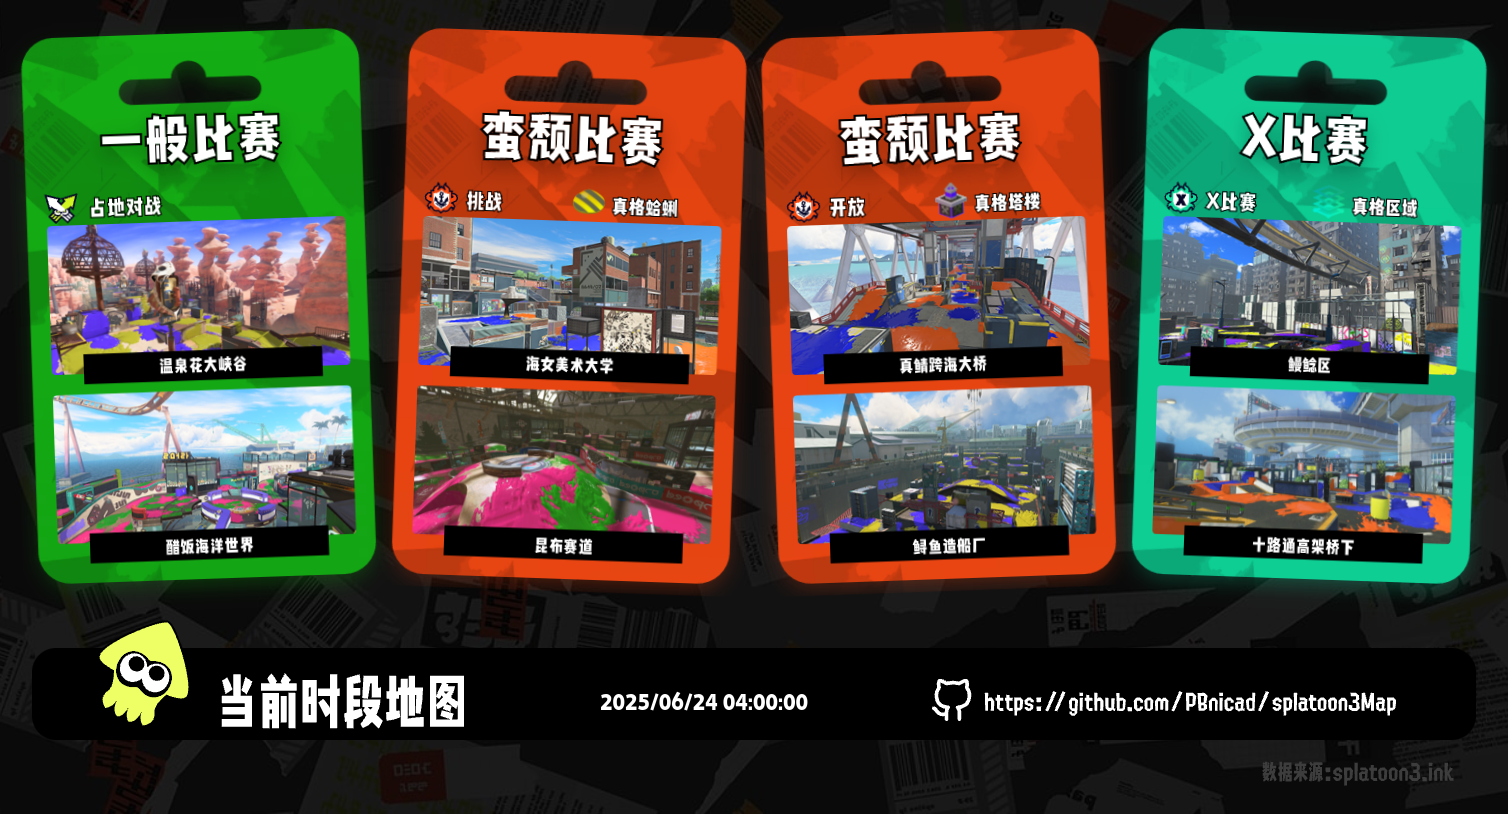 一般比赛
占地对战
温泉花大峡谷
醋饭海洋世界
蛮颓比赛
挑战
真格蛤蜊
海女美术大学
昆布赛道
蛮颓比赛
开放
真格塔楼
真鲭跨海大桥
鲟鱼造船厂
X比赛
X比赛
真格区域
鳗鲶区
十路通高架桥下
当前时段地图
2025/06/24 04:00:00
https://github.com/PBnicad/splatoon3Map
数据来源:splatoon3.ink